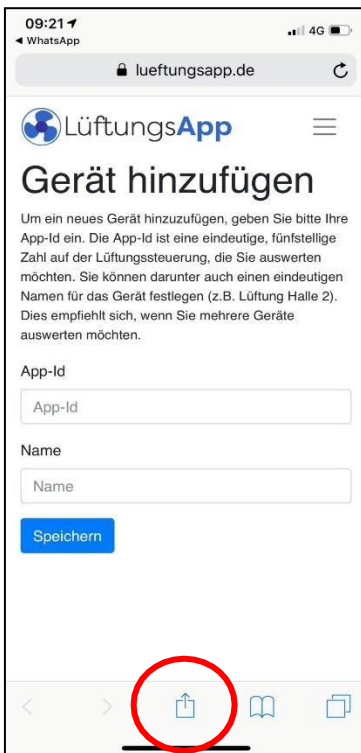 09:21
4G
◀ WhatsApp
lueftungsapp.de
LüftungsApp
Gerät hinzufügen
Um ein neues Gerät hinzuzufügen, geben Sie bitte Ihre
App-Id ein. Die App-Id ist eine eindeutige, fünfstellige
Zahl auf der Lüftungssteuerung, die Sie auswerten
möchten. Sie können darunter auch einen eindeutigen
Namen für das Gerät festlegen (z.B. Lüftung Halle 2).
Dies empfiehlt sich, wenn Sie mehrere Geräte
auswerten möchten.
App-Id
App-Id
Name
Name
Speichern